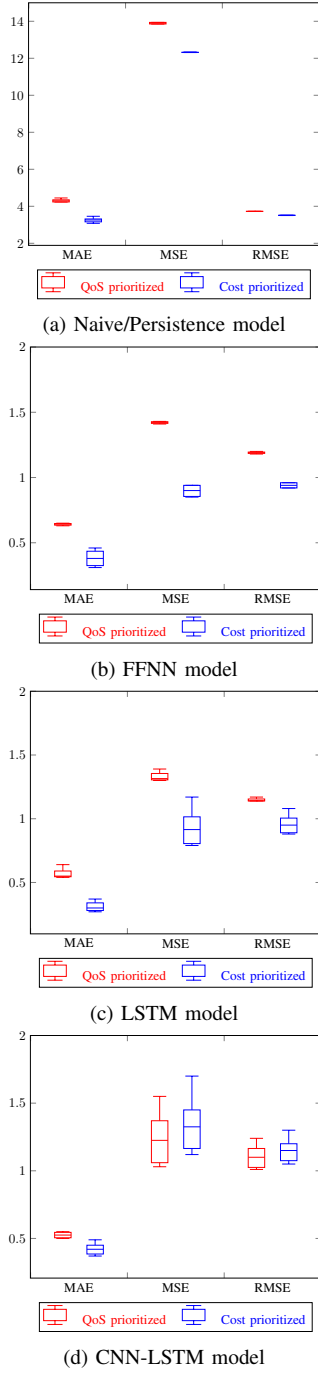 14
12
10
8
6
4
2
MAE MSE RMSE
QoS prioritized Cost prioritized
(a) Naive/Persistence model
2
1.5
1
0.5
MAE MSE RMSE
QoS prioritized Cost prioritized
(b) FFNN model
2
1.5
1
0.5
MAE MSE RMSE
QoS prioritized Cost prioritized
(c) LSTM model
2
1.5
1
0.5
MAE MSE RMSE
QoS prioritized Cost prioritized
(d) CNN-LSTM model